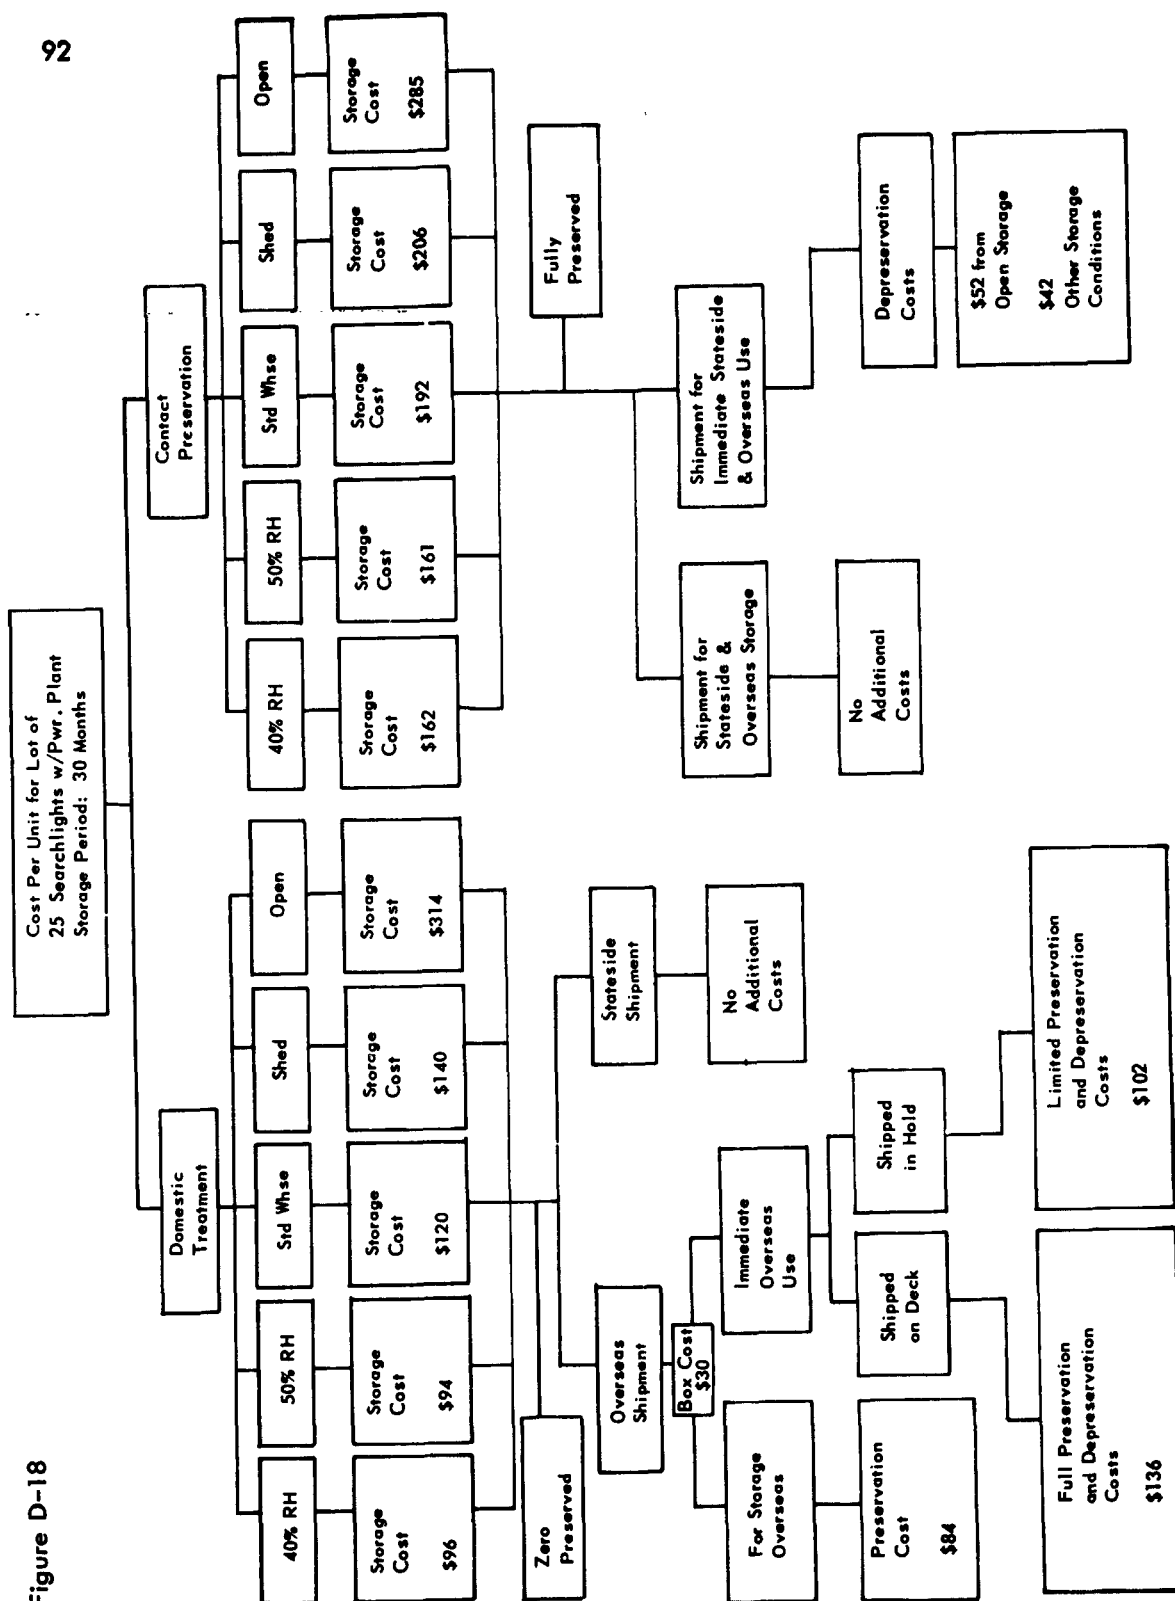 92
Figure D-18
Cost Per Unit for Lot of
25 Searchlights w/Pwr. Plant
Storage Period: 30 Months
Domestic
Treatment
Contact
Preservation
40% RH
50% RH
Std Whse
Shed
Open
40% RH
50% RH
Std Whse
Shed
Open
Storage
Cost
$96
Storage
Cost
$94
Storage
Cost
$120
Storage
Cost
$140
Storage
Cost
$314
Storage
Cost
$162
Storage
Cost
$161
Storage
Cost
$192
Storage
Cost
$206
Storage
Cost
$285
Zero
Preserved
Fully
Preserved
Overseas
Shipment
Stateside
Shipment
Box Cost
$30
No
Additional
Costs
For Storage
Overseas
Immediate
Overseas
Use
Preservation
Cost
$84
Shipped
on Deck
Shipped
in Hold
Full Preservation
and Depreservation
Costs
$136
Limited Preservation
and Depreservation
Costs
$102
Shipment for
Stateside &
Overseas Storage
Shipment for
Immediate Stateside
& Overseas Use
No
Additional
Costs
Depreservation
Costs
$52 from
Open Storage
$42
Other Storage
Conditions